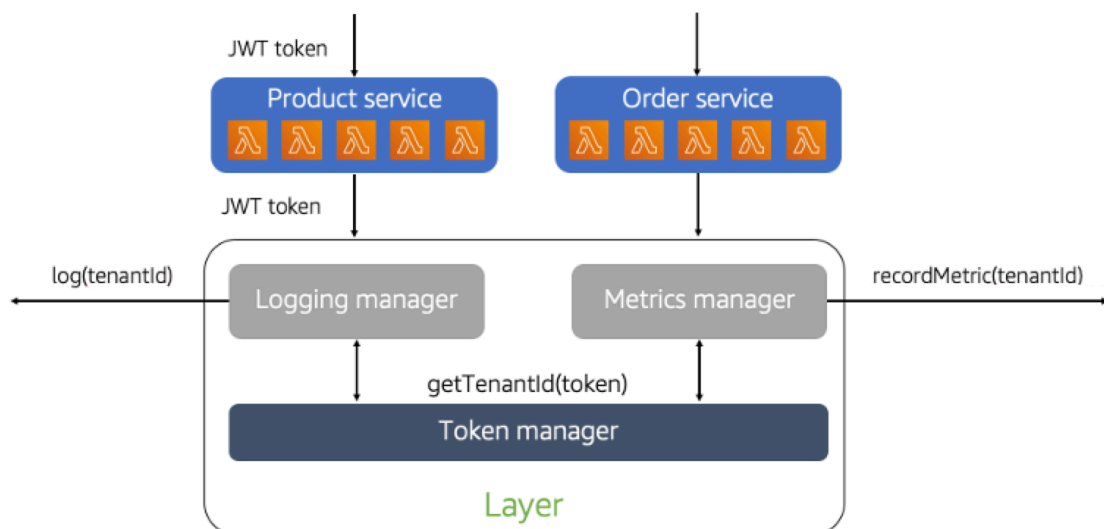 JWT token
Product service
Order service
JWT token
log(tenantId)
Logging manager
Metrics manager
recordMetric(tenantId)
getTenantId(token)
Token manager
Layer